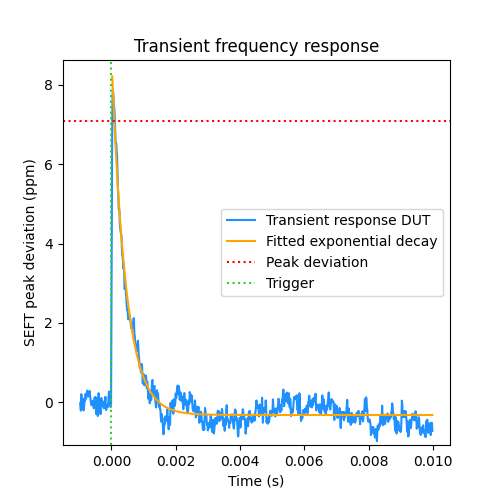 Transient frequency response
SEFT peak deviation (ppm)
8
6
4
2
0
Transient response DUT
Fitted exponential decay
Peak deviation
Trigger
0.000 0.002 0.004 0.006 0.008 0.010
Time (s)